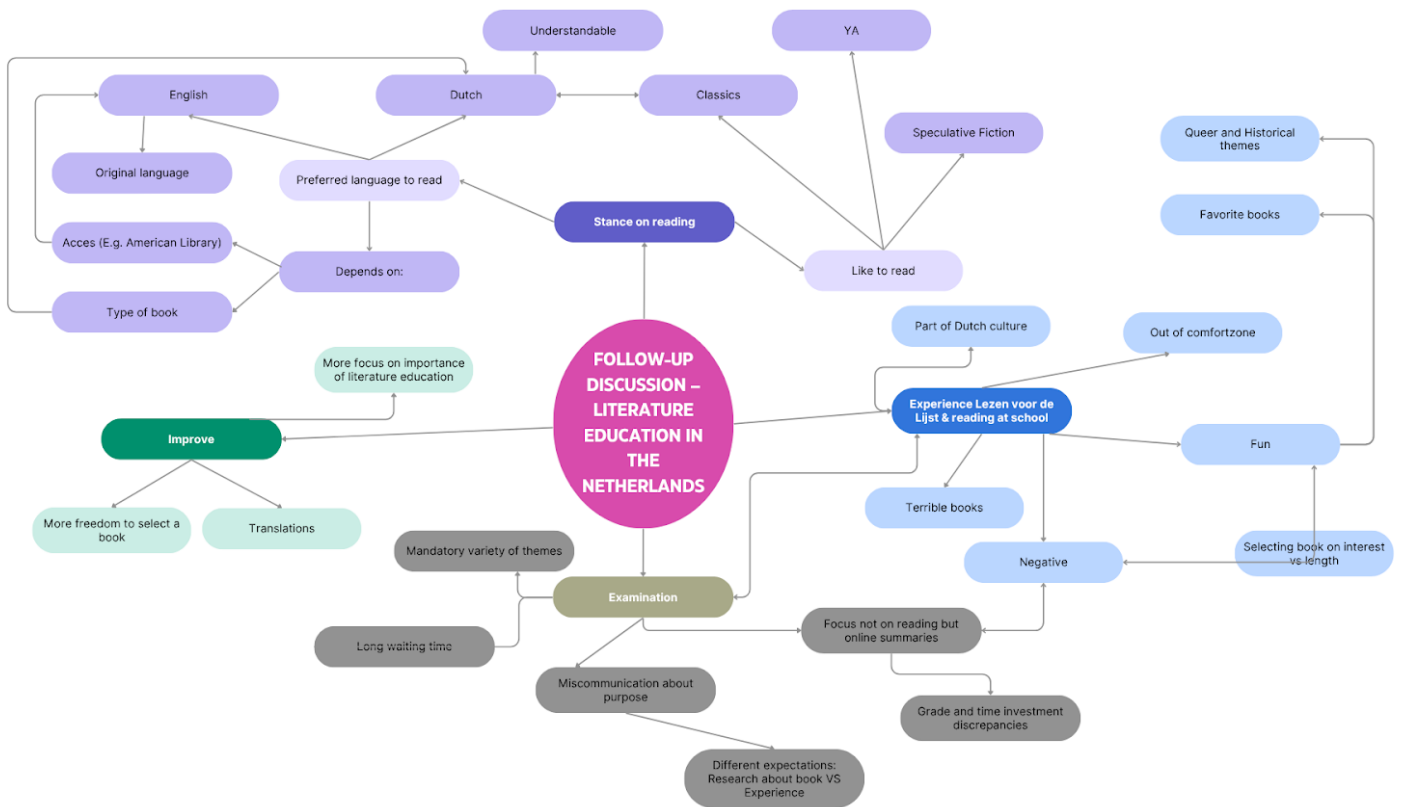 Understandable
YA
English
Dutch
Classics
Speculative Fiction
Queer and Historical
themes
Original language
Preferred language to read
Stance on reading
Favorite books
Acces (E.g. American Library)
Depends on:
Like to read
Type of book
Part of Dutch culture
Out of comfortzone
More focus on importance
of literature education
FOLLOW-UP
DISCUSSION –
LITERATURE
EDUCATION IN
THE
NETHERLANDS
Experience Lezen voor de
Lijst & reading at school
Improve
Fun
More freedom to select a
book
Translations
Terrible books
Mandatory variety of themes
Negative
Selecting book on interest
vs length
Examination
Long waiting time
Focus not on reading but
online summaries
Miscommunication about
purpose
Grade and time investment
discrepancies
Different expectations:
Research about book VS
Experience